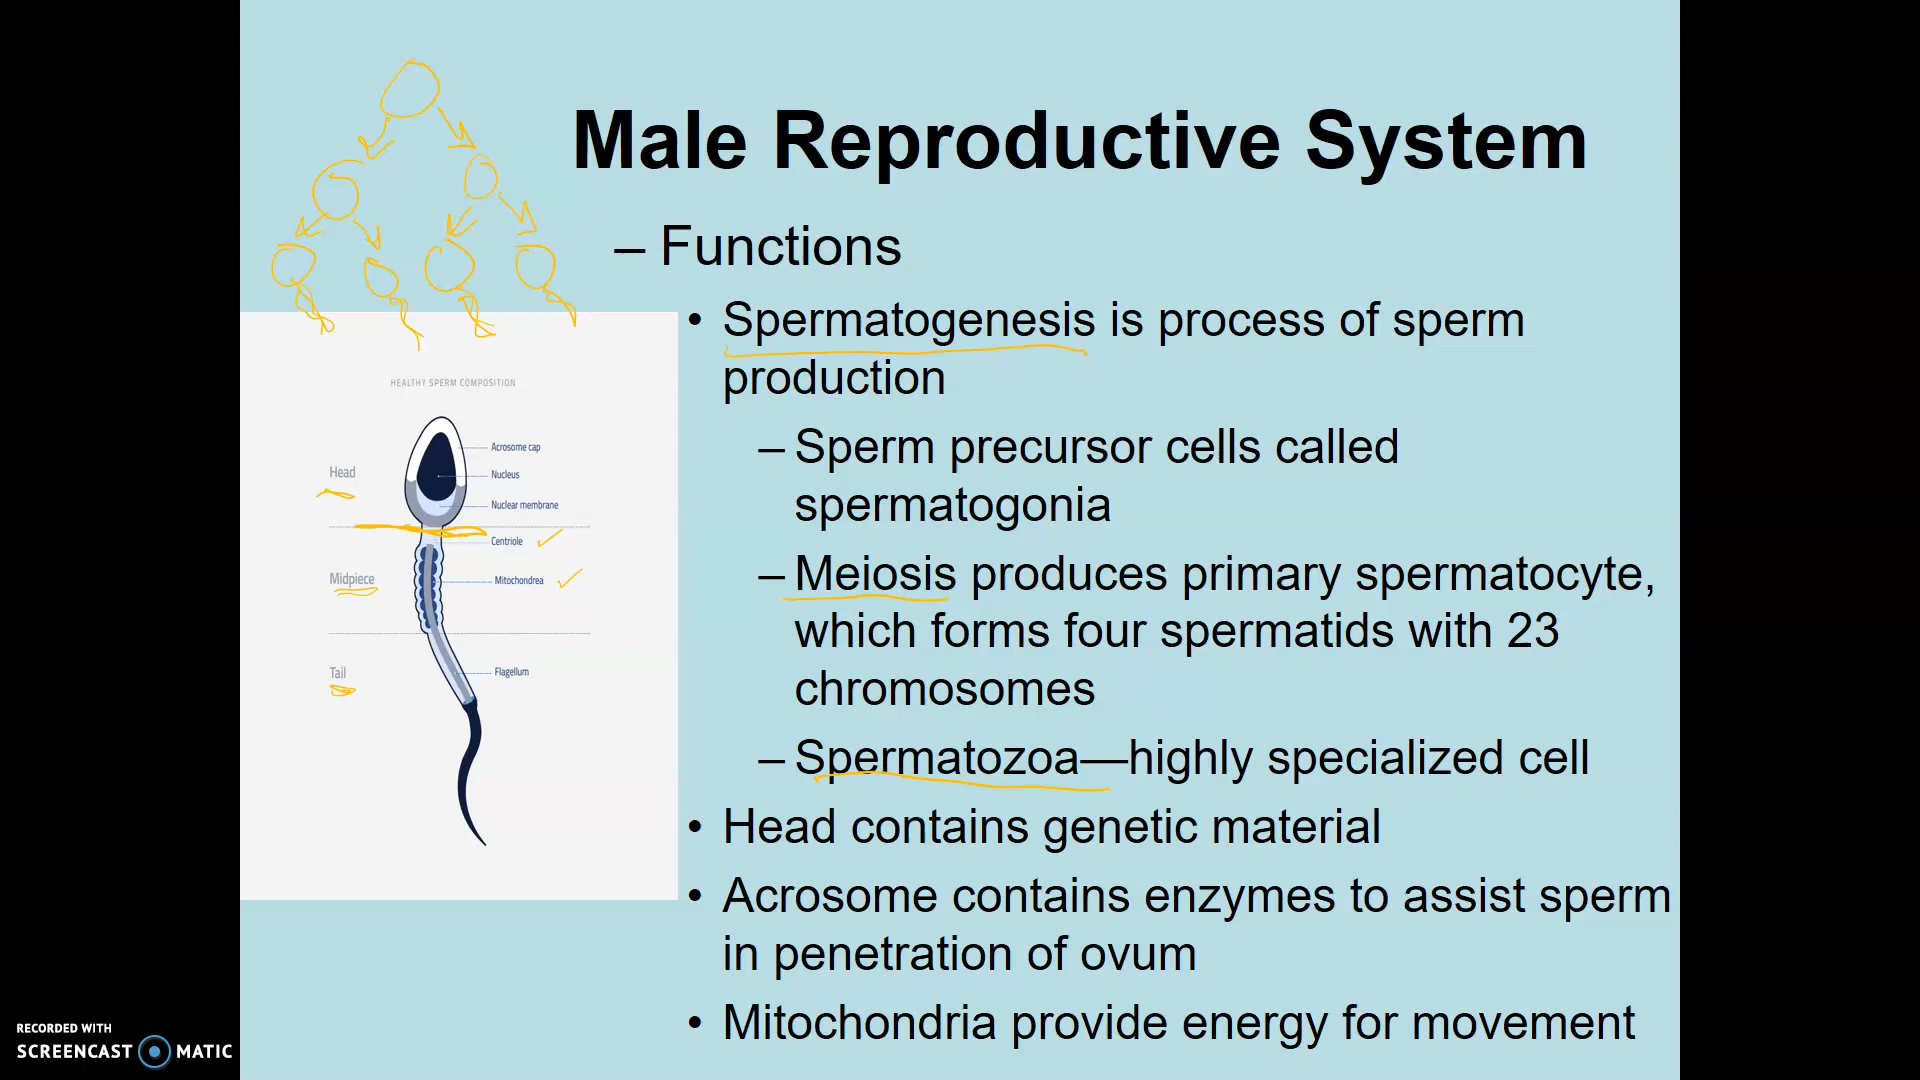 Male Reproductive System
– Functions
• Spermatogenesis is process of sperm
production
– Sperm precursor cells called
spermatogonia
– Meiosis produces primary spermatocyte,
which forms four spermatids with 23
chromosomes
– Spermatozoa—highly specialized cell
• Head contains genetic material
• Acrosome contains enzymes to assist sperm
in penetration of ovum
• Mitochondria provide energy for movement
HEALTHY SPERM COMPOSITION
Acrosome cap
Head
Nucleus
Nuclear membrane
Centriole
Midpiece
Mitochondrea
Tail
Flagellum
RECORDED WITH
SCREENCAST MATIC